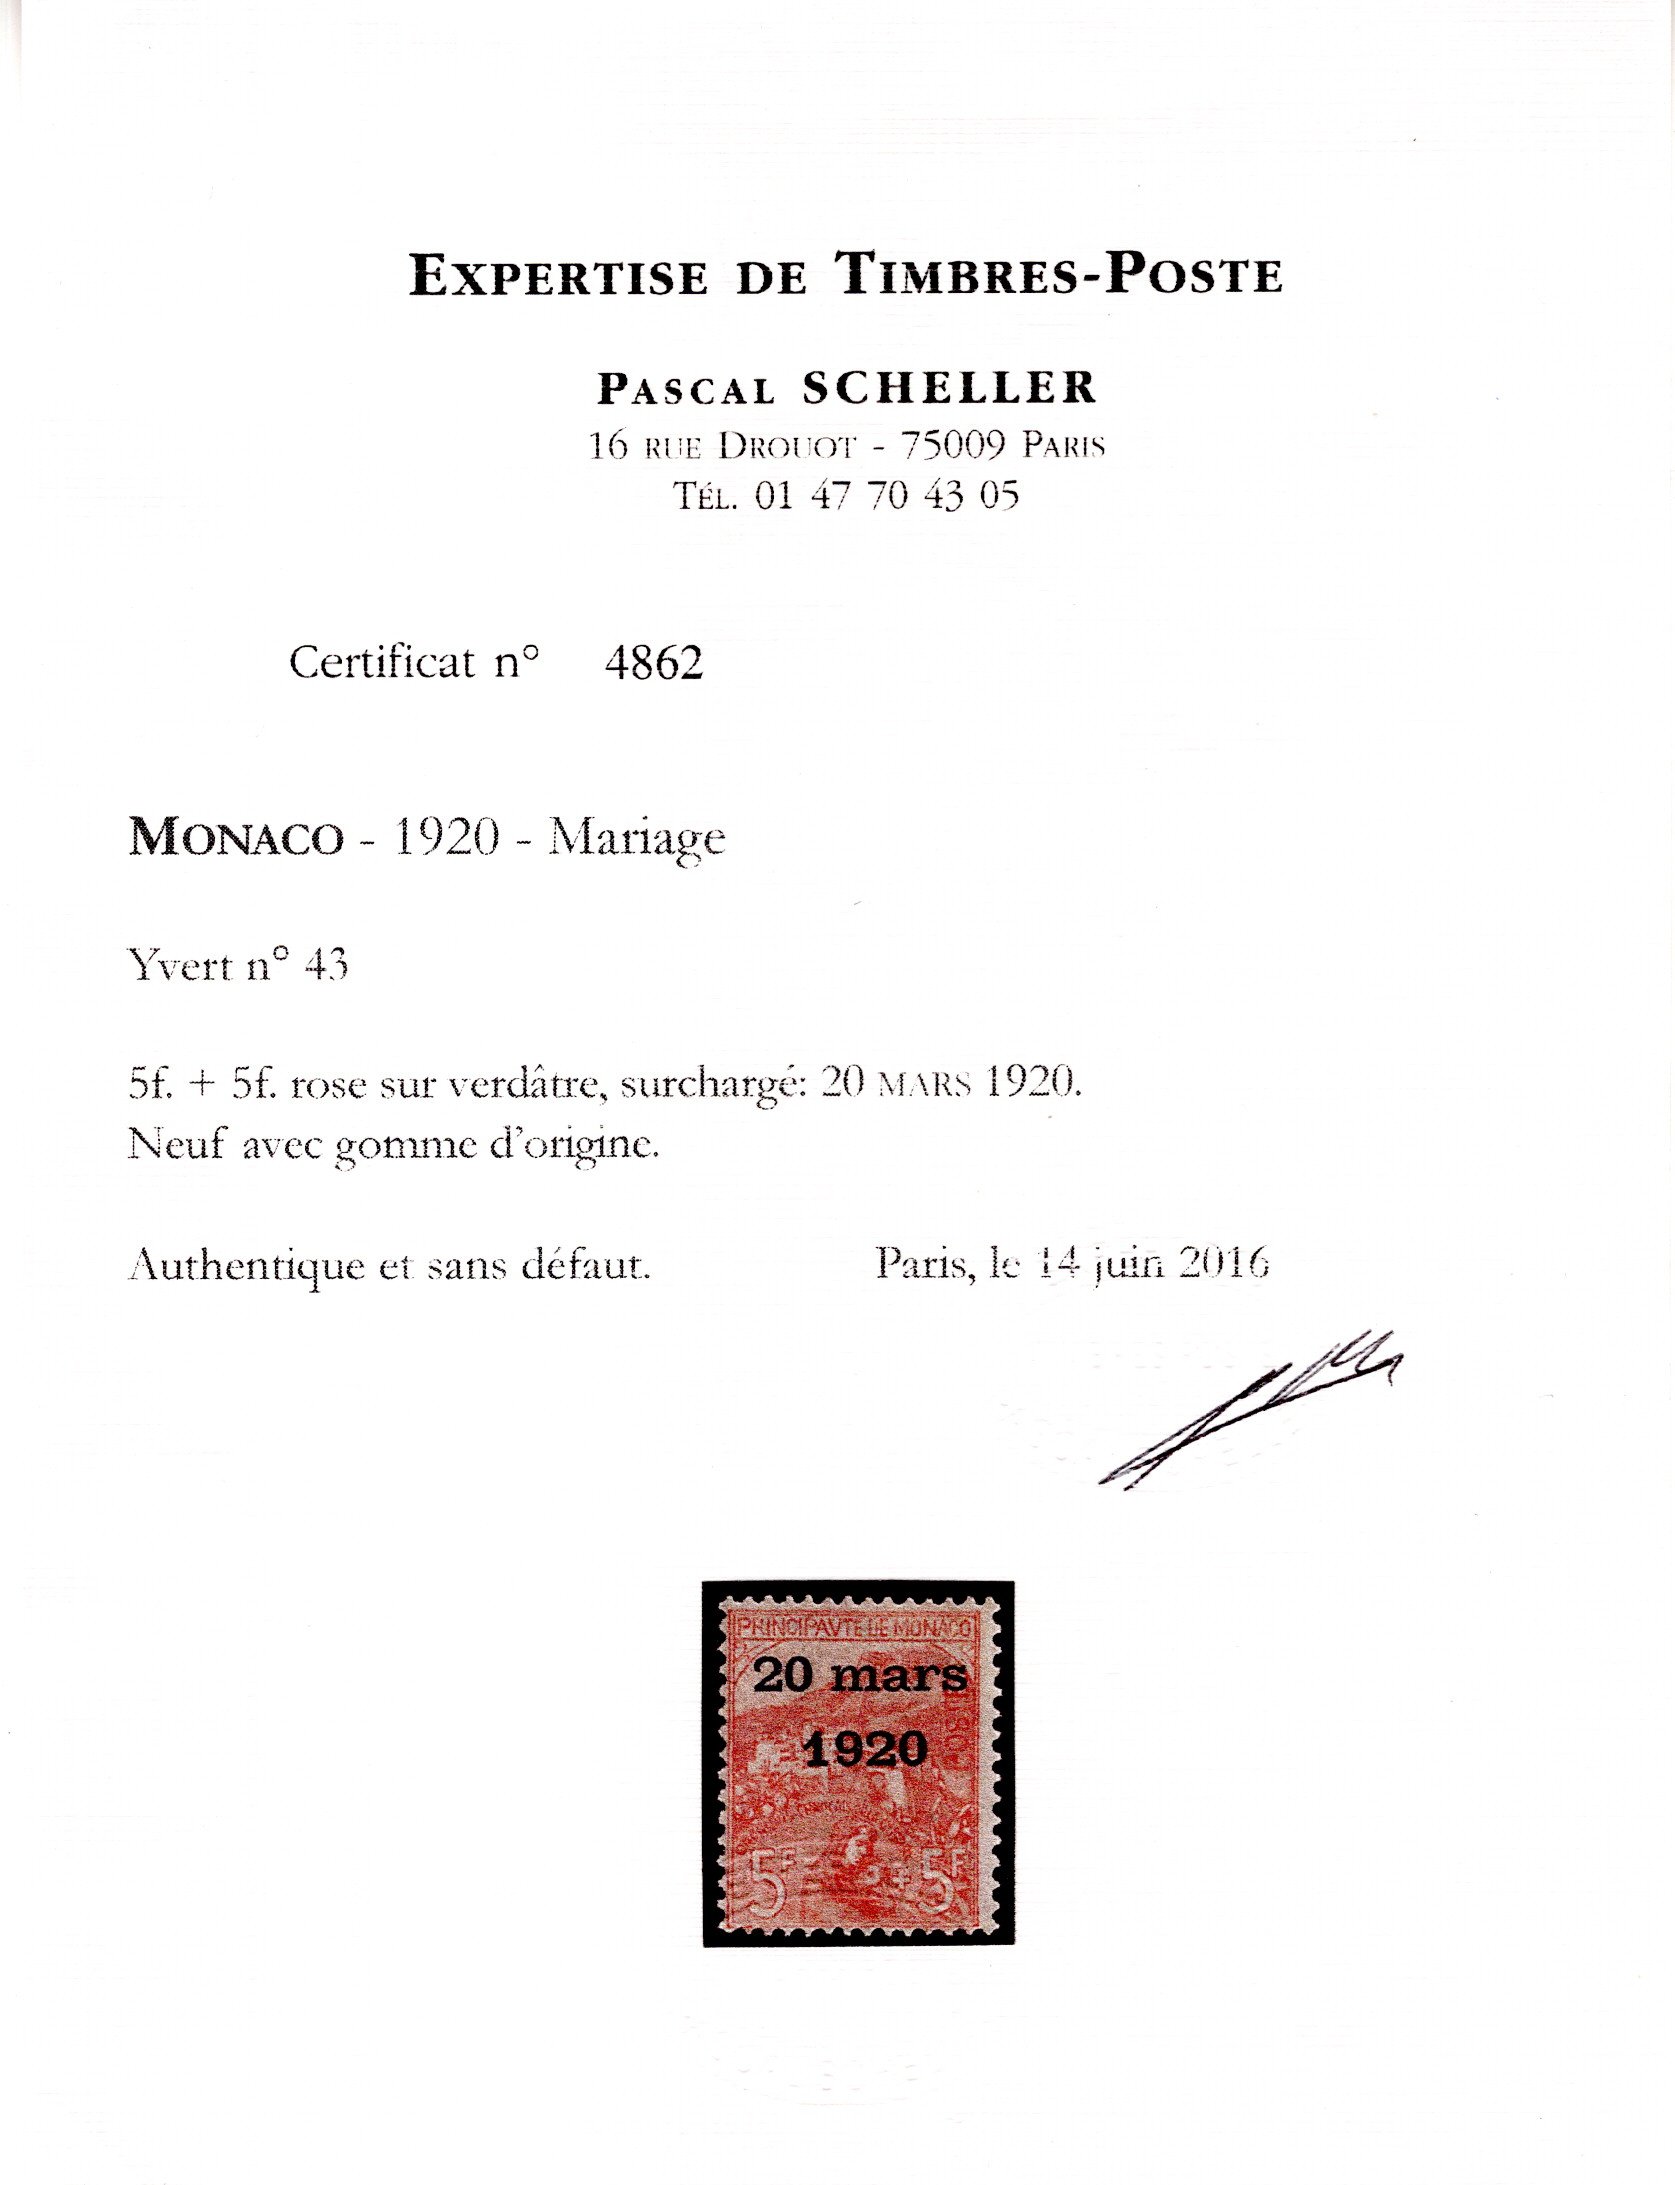 EXPERTISE DE TIMBRES-POSTE
PASCAL SCHELLER
16 RUE DROUOT - 75009 PARIS
TÉL. 01 47 70 43 05
Certificat n° 4862
MONACO - 1920 - Mariage
Yvert n° 43
5f. + 5f. rose sur verdâtre, surchargé: 20 MARS 1920.
Neuf avec gomme d'origine.
Authentique et sans défaut. Paris, le 14 juin 2016
PRINCIPAVTE DE MONACO
20 mars
1920
5F + 5F